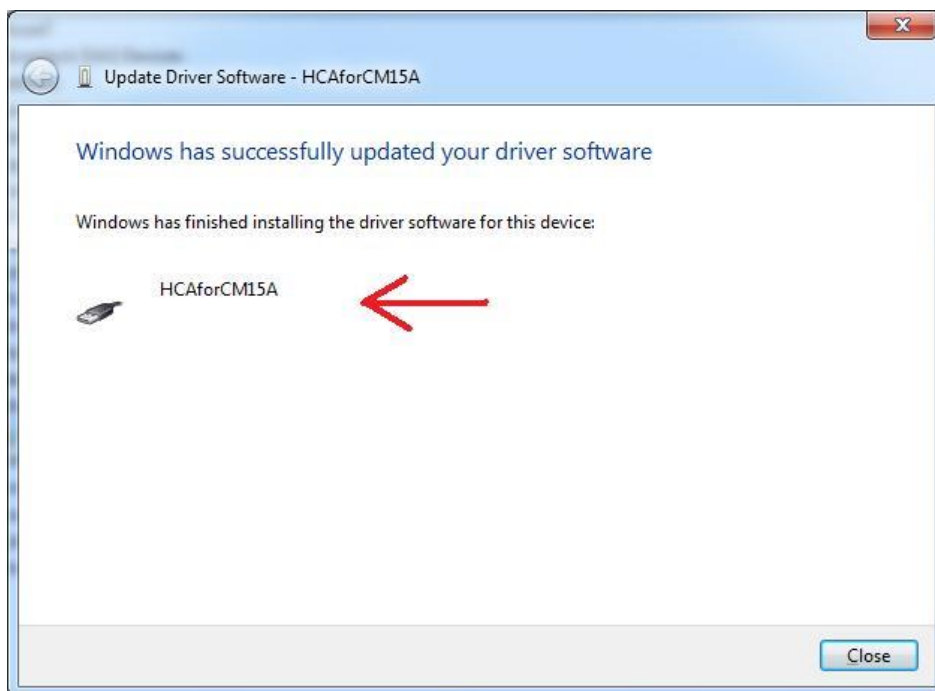 Update Driver Software - HCAforCM15A
Windows has successfully updated your driver software
Windows has finished installing the driver software for this device:
HCAforCM15A
Close